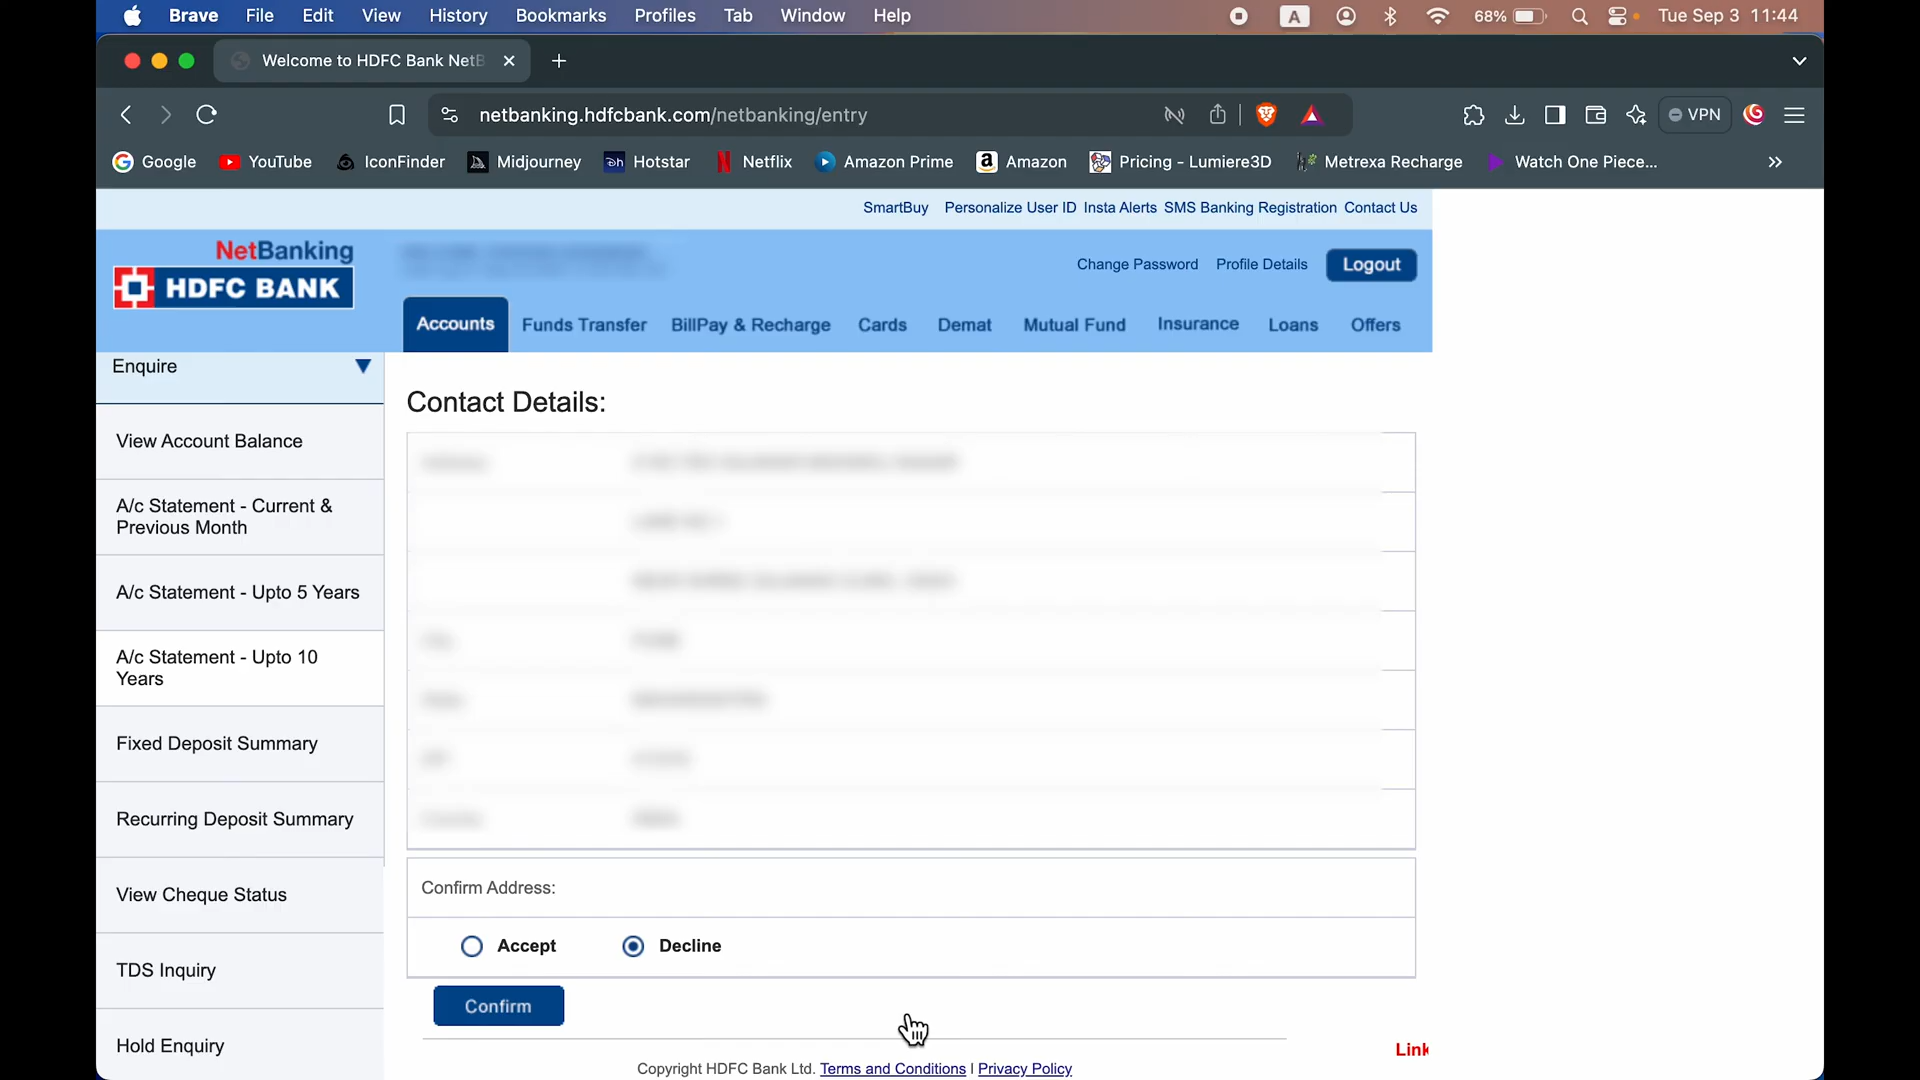 Brave File Edit View History Bookmarks Profiles Tab Window Help A 68% Tue Sep 3 11:44
Welcome to HDFC Bank NetB
netbanking.hdfcbank.com/netbanking/entry VPN
Google YouTube IconFinder Midjourney Hotstar Netflix Amazon Prime Amazon Pricing - Lumiere3D Metrexa Recharge Watch One Piece...
SmartBuy Personalize User ID Insta Alerts SMS Banking Registration Contact Us
NetBanking
HDFC BANK
Change Password Profile Details Logout
Accounts Funds Transfer BillPay & Recharge Cards Demat Mutual Fund Insurance Loans Offers
Enquire
View Account Balance
A/c Statement - Current &
Previous Month
A/c Statement - Upto 5 Years
A/c Statement - Upto 10
Years
Fixed Deposit Summary
Recurring Deposit Summary
View Cheque Status
TDS Inquiry
Hold Enquiry
Contact Details:
Confirm Address:
Accept Decline
Confirm
Link
Copyright HDFC Bank Ltd. Terms and Conditions | Privacy Policy